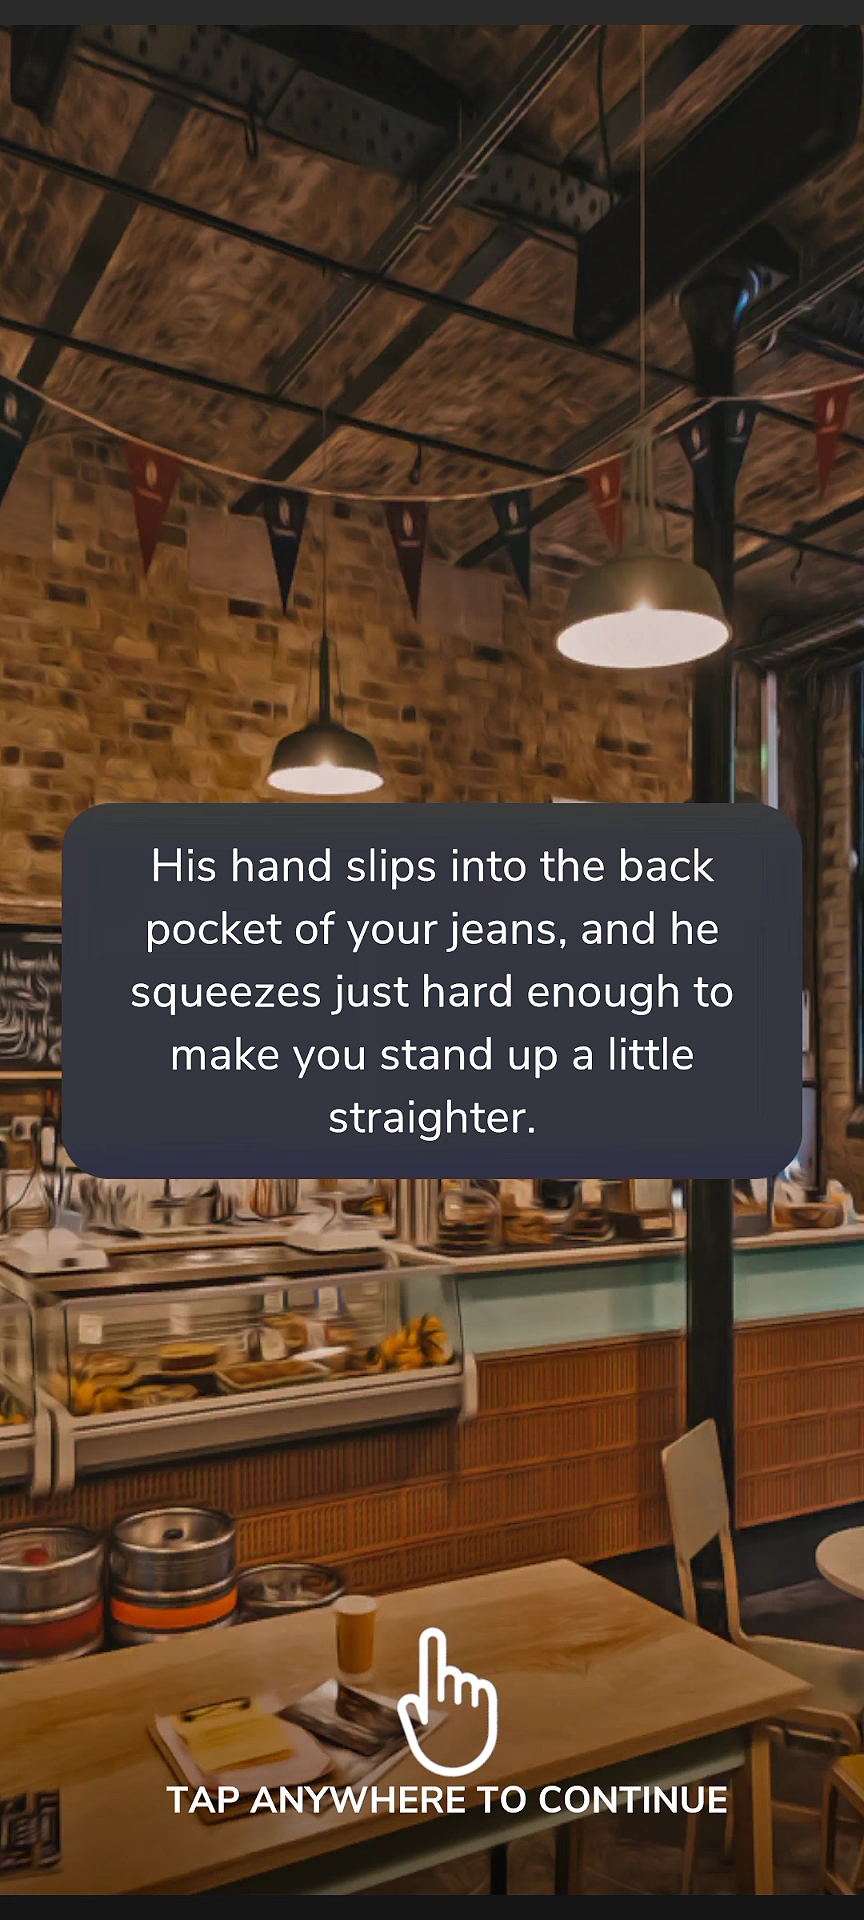 His hand slips into the back
pocket of your jeans, and he
squeezes just hard enough to
make you stand up a little
straighter.
TAP ANYWHERE TO CONTINUE